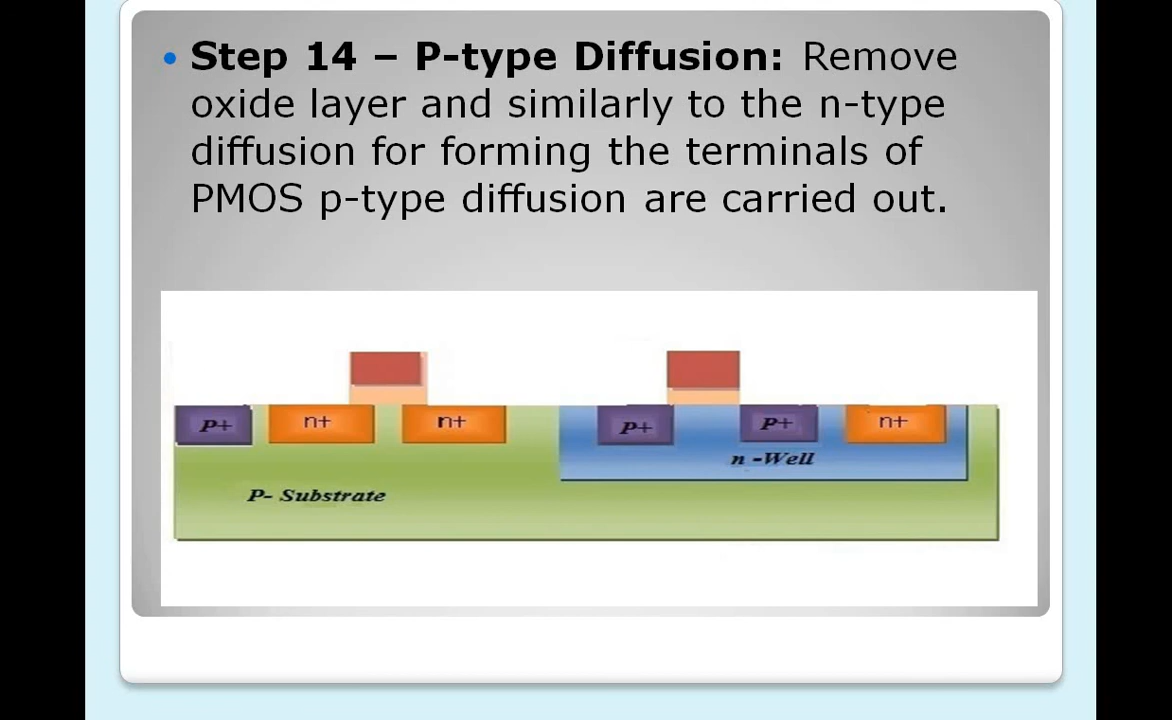 • Step 14 – P-type Diffusion: Remove
oxide layer and similarly to the n-type
diffusion for forming the terminals of
PMOS p-type diffusion are carried out.
P+ n+ n+ P+ P+ n+
n -Well
P- Substrate